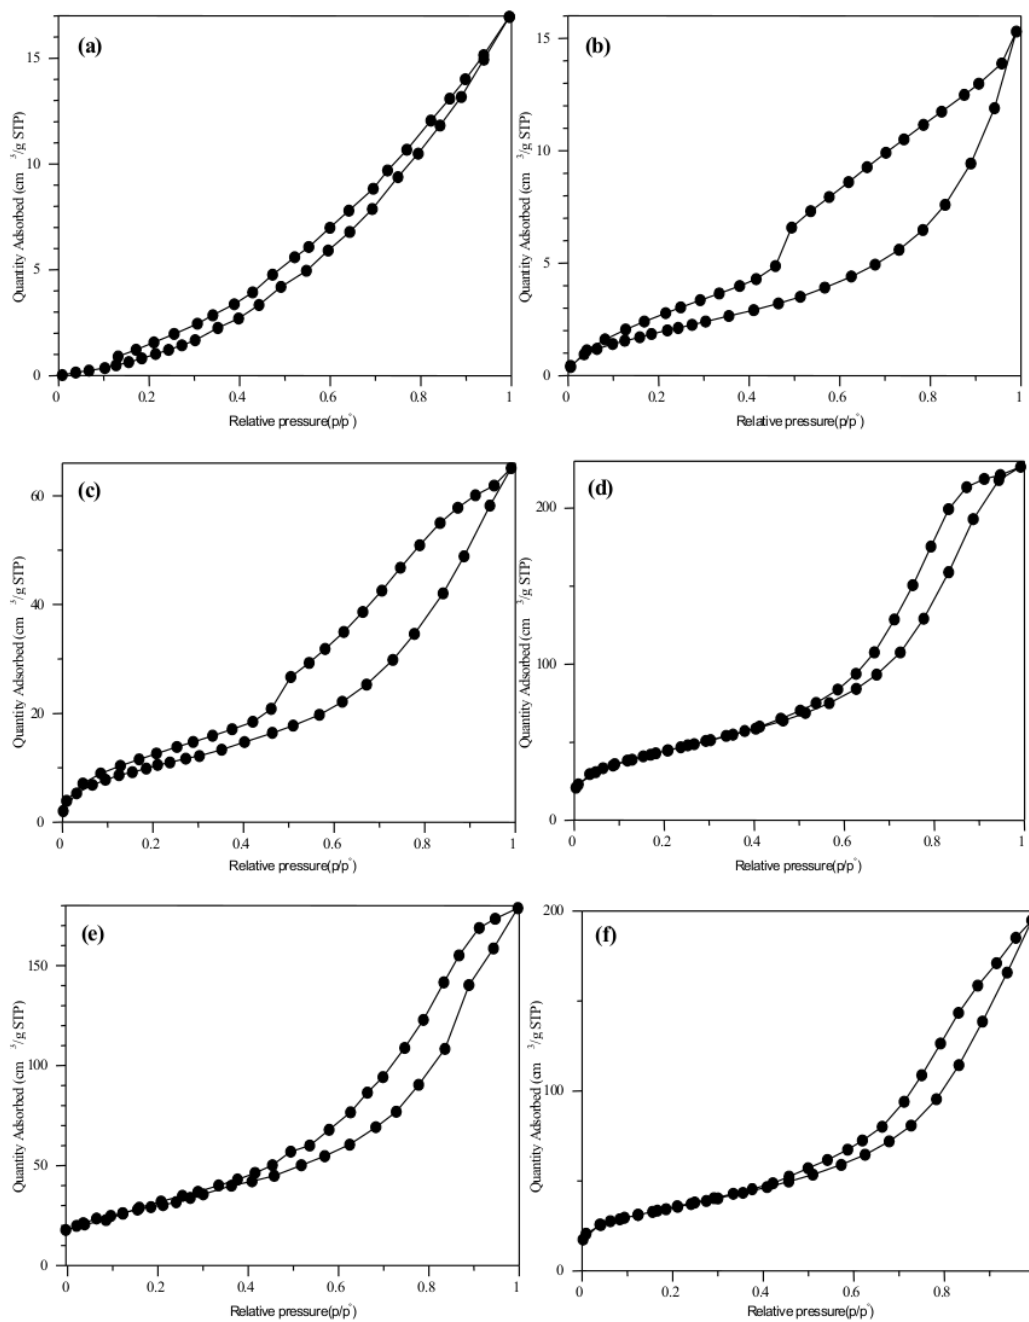 (a)
Quantity Adsorbed (cm 3/g STP)
15
10
5
0
0 0.2 0.4 0.6 0.8 1
Relative pressure(p/p°)
(b)
Quantity Adsorbed (cm 3/g STP)
15
10
5
0
0 0.2 0.4 0.6 0.8 1
Relative pressure(p/p°)
(c)
Quantity Adsorbed (cm 3/g STP)
60
40
20
0
0 0.2 0.4 0.6 0.8 1
Relative pressure(p/p°)
(d)
Quantity Adsorbed (cm 3/g STP)
200
100
0
0 0.2 0.4 0.6 0.8 1
Relative pressure(p/p°)
(e)
Quantity Adsorbed (cm 3/g STP)
150
100
50
0
0 0.2 0.4 0.6 0.8 1
Relative pressure(p/p°)
(f)
Quantity Adsorbed (cm 3/g STP)
200
100
0
0 0.2 0.4 0.6 0.8
Relative pressure(p/p°)